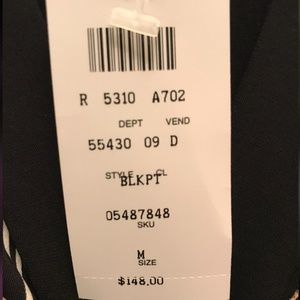 R 5310 A702
DEPT VEND
55430 09 D
STYLE CL
BLKPT
05487848
SKU
M
SIZE
$148.00